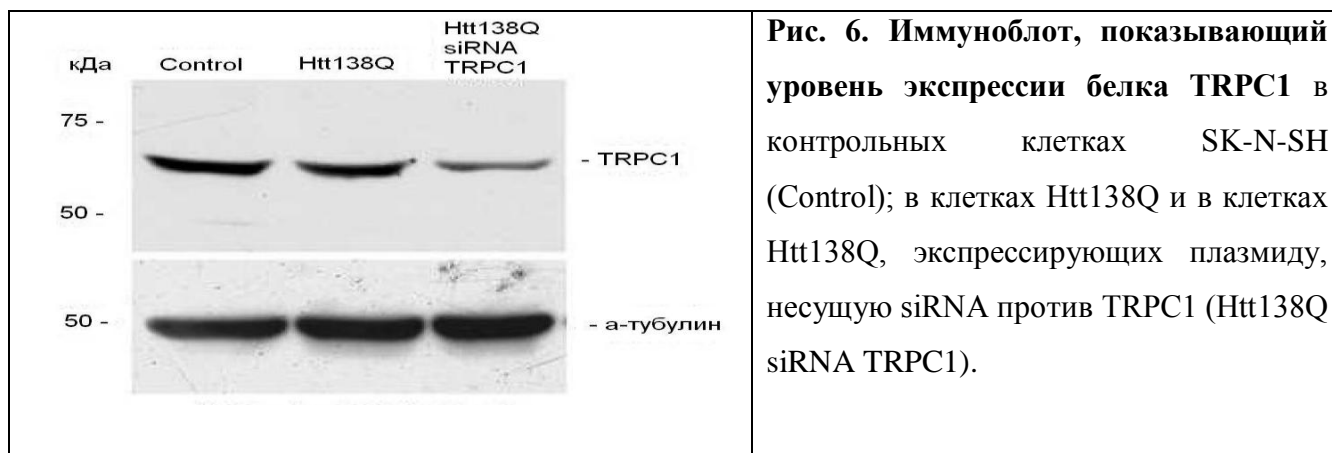 Htt138Q
siRNA
TRPC1
кДа Control Htt138Q
75 -
- TRPC1
50 -
50 -
- а-тубулин
Рис. 6. Иммуноблот, показывающий
уровень экспрессии белка TRPC1 в
контрольных клетках SK-N-SH
(Control); в клетках Htt138Q и в клетках
Htt138Q, экспрессирующих плазмиду,
несущую siRNA против TRPC1 (Htt138Q
siRNA TRPC1).